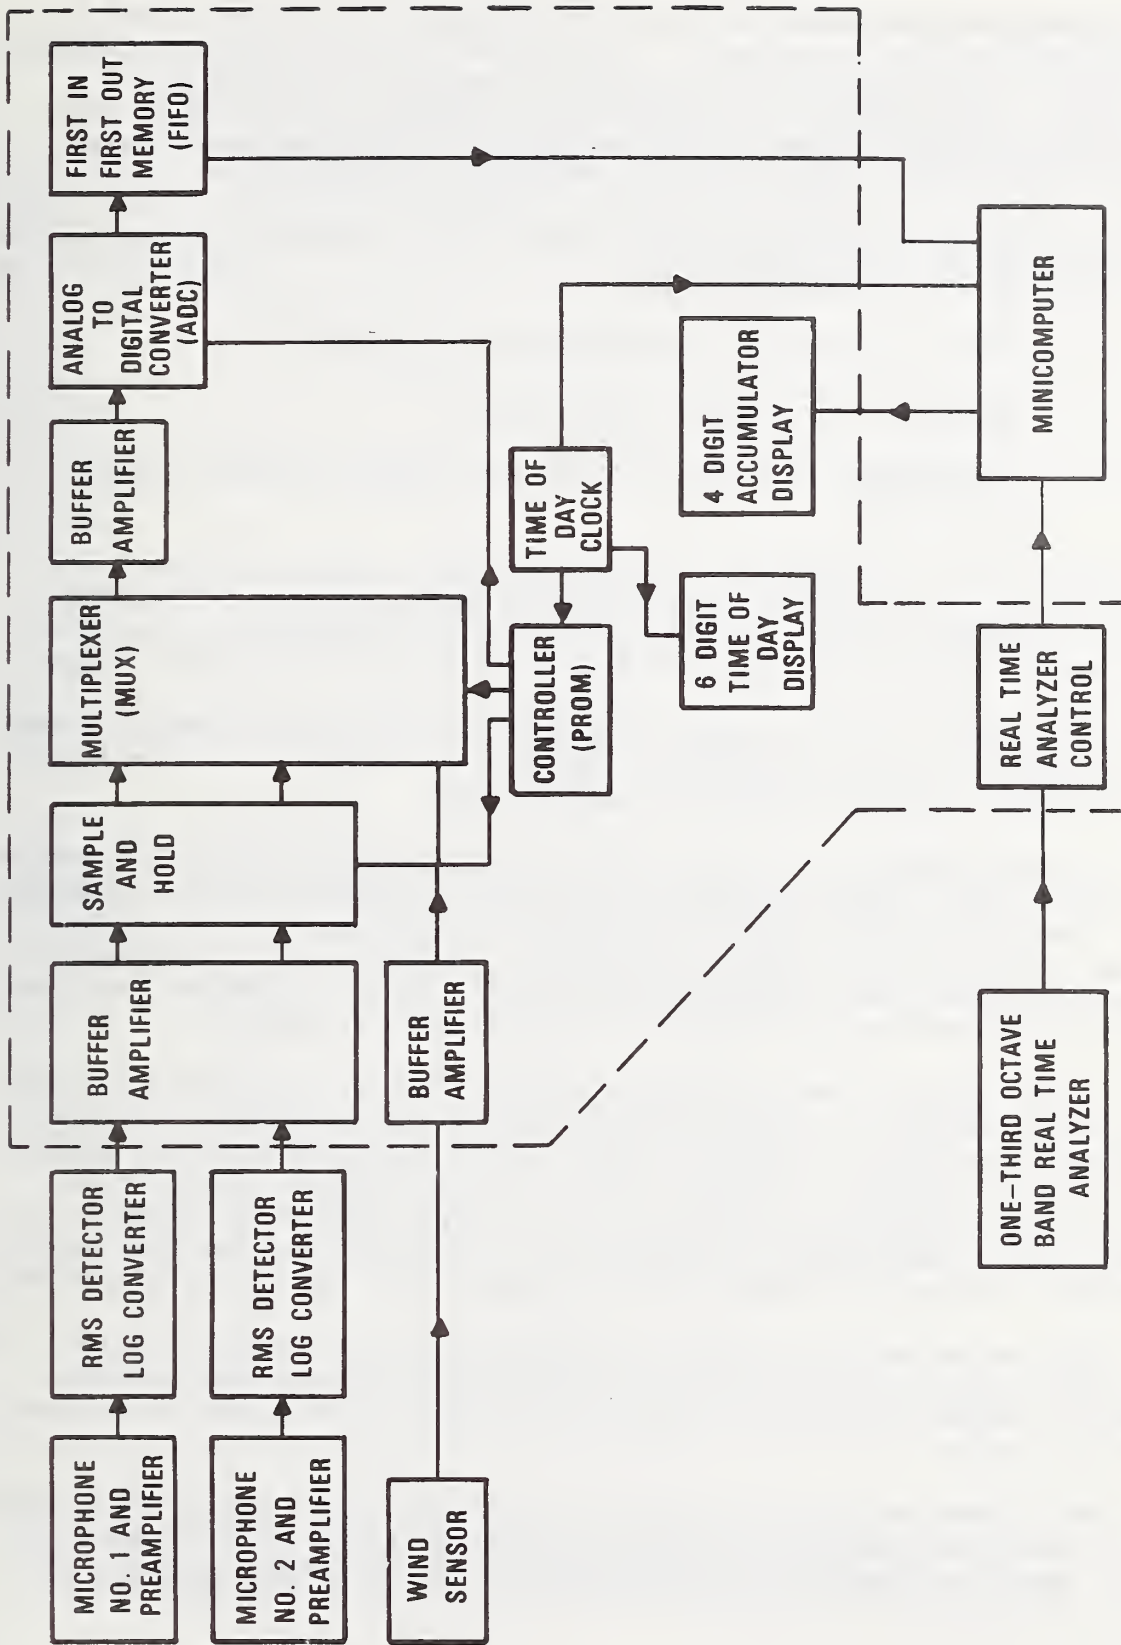 MICROPHONE
NO. 1 AND
PREAMPLIFIER
RMS DETECTOR
LOG CONVERTER
BUFFER
AMPLIFIER
SAMPLE
AND
HOLD
MULTIPLEXER
(MUX)
BUFFER
AMPLIFIER
ANALOG
TO
DIGITAL
CONVERTER
(ADC)
FIRST IN
FIRST OUT
MEMORY
(FIFO)
MICROPHONE
NO. 2 AND
PREAMPLIFIER
RMS DETECTOR
LOG CONVERTER
WIND
SENSOR
BUFFER
AMPLIFIER
CONTROLLER
(PROM)
TIME OF
DAY
CLOCK
6 DIGIT
TIME OF
DAY
DISPLAY
4 DIGIT
ACCUMULATOR
DISPLAY
ONE-THIRD OCTAVE
BAND REAL TIME
ANALYZER
REAL TIME
ANALYZER
CONTROL
MINICOMPUTER